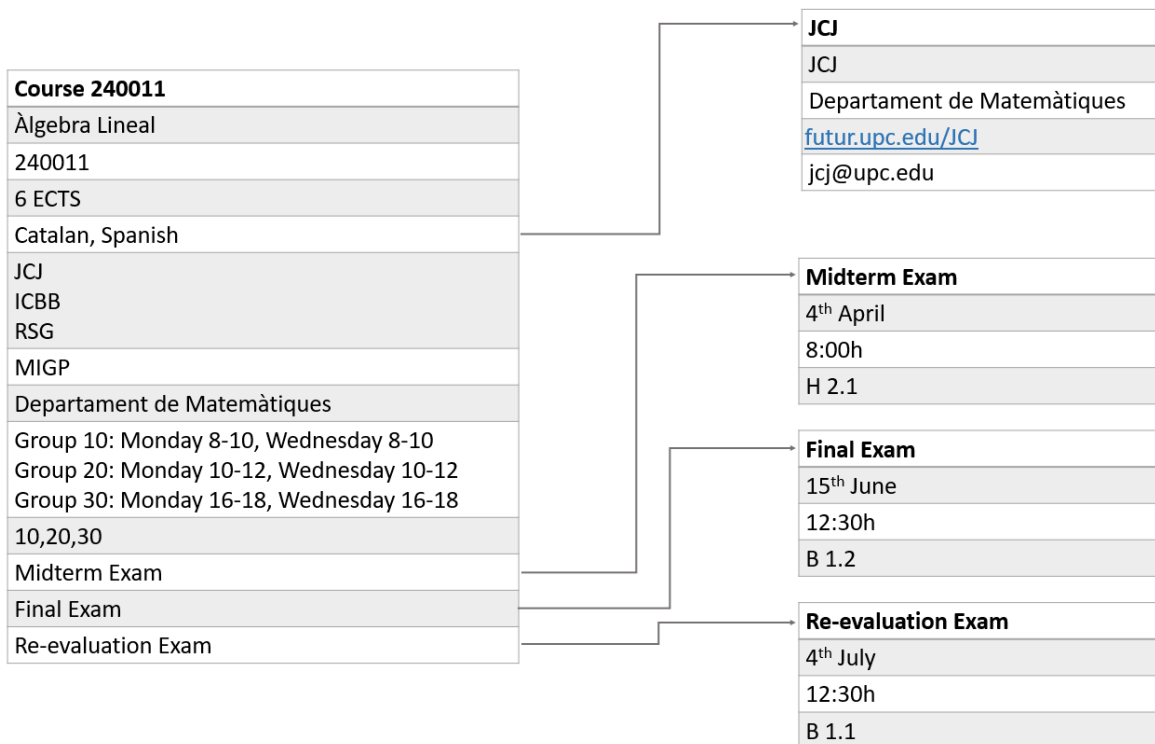 Course 240011
Àlgebra Lineal
240011
6 ECTS
Catalan, Spanish
JCJ
ICBB
RSG
MIGP
Departament de Matemàtiques
Group 10: Monday 8-10, Wednesday 8-10
Group 20: Monday 10-12, Wednesday 10-12
Group 30: Monday 16-18, Wednesday 16-18
10,20,30
Midterm Exam
Final Exam
Re-evaluation Exam
JCJ
JCJ
Departament de Matemàtiques
futur.upc.edu/JCJ
jcj@upc.edu
Midterm Exam
4th April
8:00h
H 2.1
Final Exam
15th June
12:30h
B 1.2
Re-evaluation Exam
4th July
12:30h
B 1.1